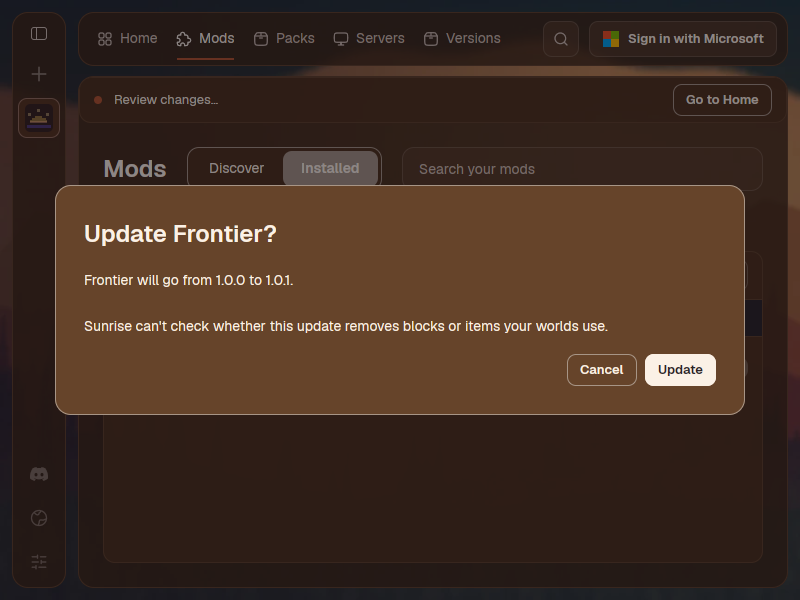 Home
Mods
Packs
Servers
Versions
Sign in with Microsoft
Review changes...
Go to Home
Mods
Discover
Installed
Search your mods
Update Frontier?
Frontier will go from 1.0.0 to 1.0.1.
Sunrise can't check whether this update removes blocks or items your worlds use.
Cancel
Update